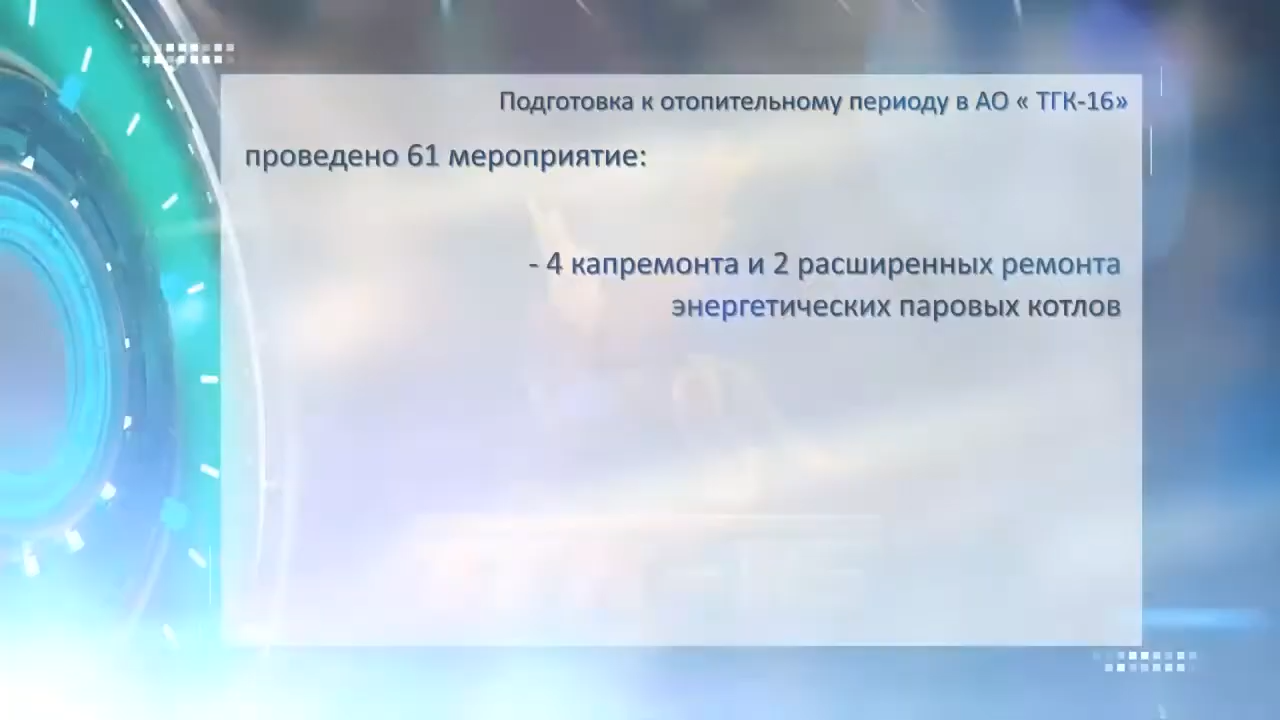 Подготовка к отопительному периоду в АО « ТГК-16»
проведено 61 мероприятие:
- 4 капремонта и 2 расширенных ремонта
энергетических паровых котлов